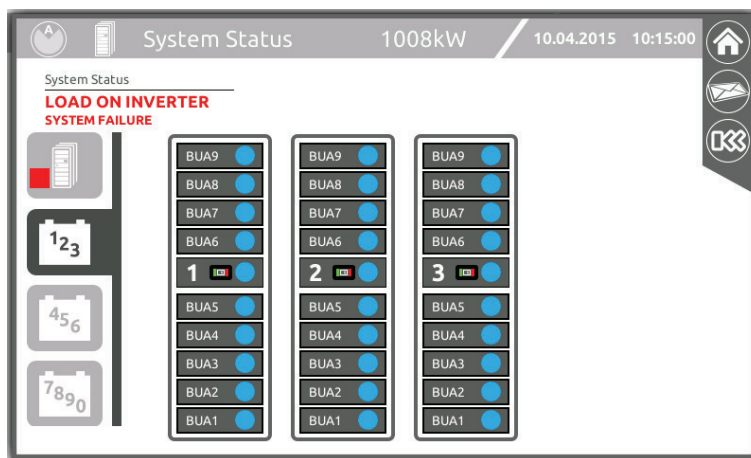 A System Status 1008kW 10.04.2015 10:15:00
System Status
LOAD ON INVERTER
SYSTEM FAILURE
123
456
7890
BUA9 BUA9 BUA9
BUA8 BUA8 BUA8
BUA7 BUA7 BUA7
BUA6 BUA6 BUA6
1 2 3
BUA5 BUA5 BUA5
BUA4 BUA4 BUA4
BUA3 BUA3 BUA3
BUA2 BUA2 BUA2
BUA1 BUA1 BUA1